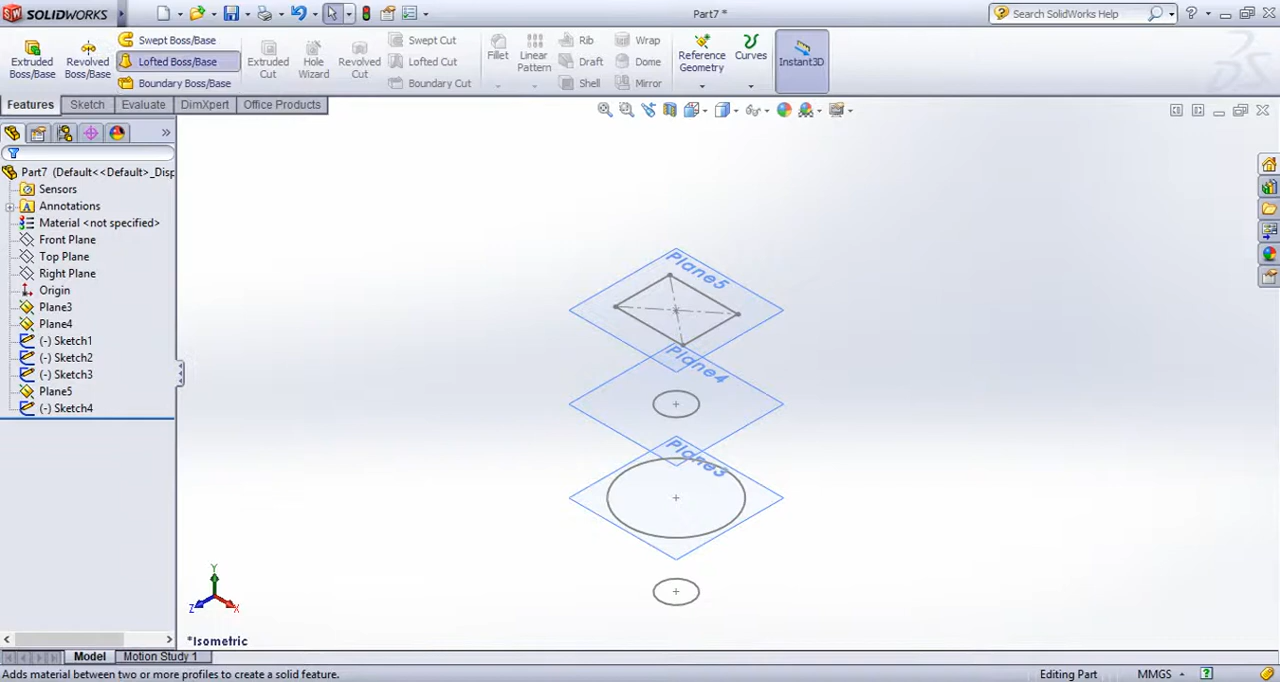 SW SOLIDWORKS
Part7 *
Search SolidWorks Help
Extruded Boss/Base
Revolved Boss/Base
Swept Boss/Base
Lofted Boss/Base
Boundary Boss/Base
Extruded Cut
Hole Wizard
Revolved Cut
Swept Cut
Lofted Cut
Boundary Cut
Fillet
Linear Pattern
Rib
Draft
Shell
Wrap
Dome
Mirror
Reference Geometry
Curves
Instant3D
Features
Sketch
Evaluate
DimXpert
Office Products
Part7 (Default<<Default>_Disp
Sensors
Annotations
Material <not specified>
Front Plane
Top Plane
Right Plane
Origin
Plane3
Plane4
(-) Sketch1
(-) Sketch2
(-) Sketch3
Plane5
(-) Sketch4
Plane5
Plane4
Plane3
Y
Z
X
*Isometric
Model
Motion Study 1
Adds material between two or more profiles to create a solid feature.
Editing Part
MMGS